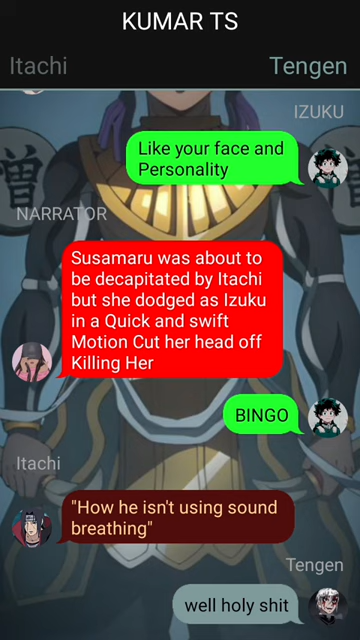 KUMAR TS
Itachi
Tengen
IZUKU
Like your face and
Personality
NARRATOR
Susamaru was about to
be decapitated by Itachi
but she dodged as Izuku
in a Quick and swift
Motion Cut her head off
Killing Her
BINGO
Itachi
"How he isn't using sound
breathing"
Tengen
well holy shit